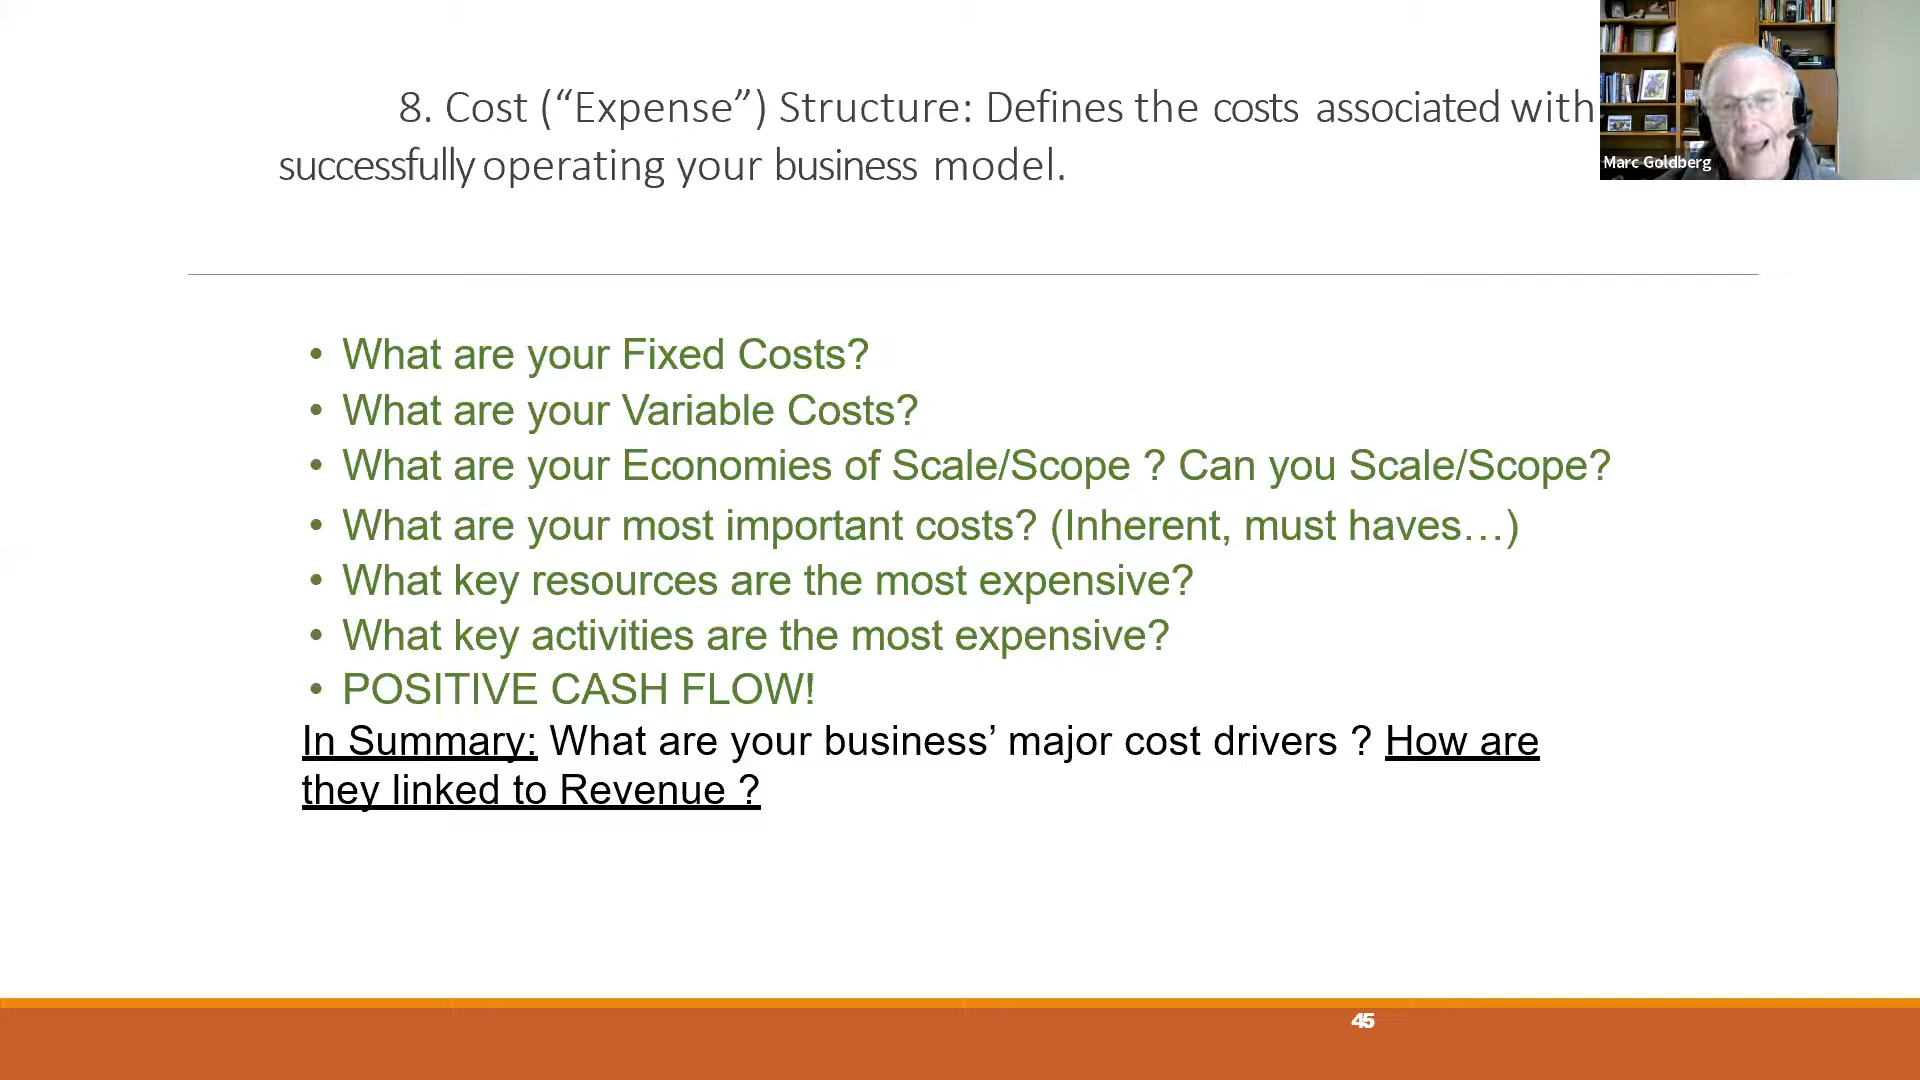 8. Cost (“Expense”) Structure: Defines the costs associated with
successfully operating your business model.
Marc Goldberg
• What are your Fixed Costs?
• What are your Variable Costs?
• What are your Economies of Scale/Scope ? Can you Scale/Scope?
• What are your most important costs? (Inherent, must haves…)
• What key resources are the most expensive?
• What key activities are the most expensive?
• POSITIVE CASH FLOW!
In Summary: What are your business’ major cost drivers ? How are
they linked to Revenue ?
45